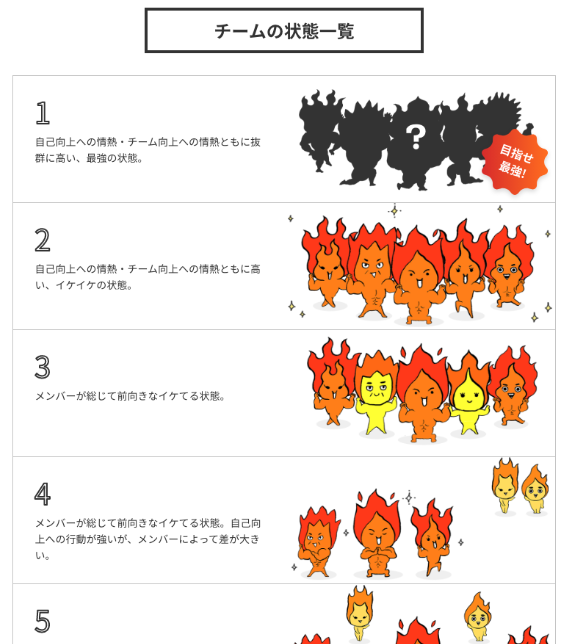 チームの状態一覧
1
自己向上への情熱・チーム向上への情熱ともに抜
群に高い、最強の状態。
?
目指せ
最強!
2
自己向上への情熱・チーム向上への情熱ともに高
い、イケイケの状態。
3
メンバーが総じて前向きなイケてる状態。
4
メンバーが総じて前向きなイケてる状態。自己向
上への行動が強いが、メンバーによって差が大き
い。
5